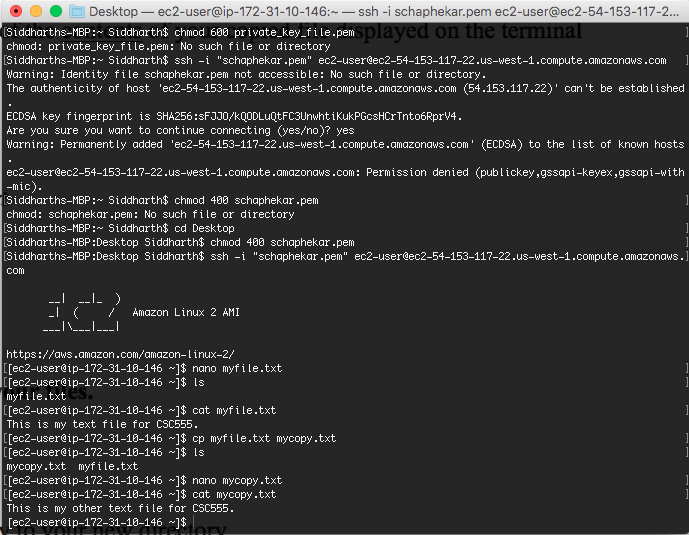 Desktop — ec2-user@ip-172-31-10-146:~ — ssh -i schaphekar.pem ec2-user@ec2-54-153-117-22...
displayed on the terminal
[Siddharths-MBP:~ Siddharth$ chmod 600 private_key_file.pem ]
chmod: private_key_file.pem: No such file or directory
[Siddharths-MBP:~ Siddharth$ ssh -i "schaphekar.pem" ec2-user@ec2-54-153-117-22.us-west-1.compute.amazonaws.com ]
Warning: Identity file schaphekar.pem not accessible: No such file or directory.
The authenticity of host 'ec2-54-153-117-22.us-west-1.compute.amazonaws.com (54.153.117.22)' can't be established
.
ECDSA key fingerprint is SHA256:sFJJO/kQODLuQtFC3UnwhtiKukPGcsHCrTnto6RprV4.
Are you sure you want to continue connecting (yes/no)? yes
Warning: Permanently added 'ec2-54-153-117-22.us-west-1.compute.amazonaws.com' (ECDSA) to the list of known hosts
.
ec2-user@ec2-54-153-117-22.us-west-1.compute.amazonaws.com: Permission denied (publickey,gssapi-keyex,gssapi-with
-mic).
[Siddharths-MBP:~ Siddharth$ chmod 400 schaphekar.pem ]
chmod: schaphekar.pem: No such file or directory
[Siddharths-MBP:~ Siddharth$ cd Desktop ]
[Siddharths-MBP:Desktop Siddharth$ chmod 400 schaphekar.pem ]
[Siddharths-MBP:Desktop Siddharth$ ssh -i "schaphekar.pem" ec2-user@ec2-54-153-117-22.us-west-1.compute.amazonaws.]
com
__|  __|_  )
_|  (     /   Amazon Linux 2 AMI
___|\___|___|
https://aws.amazon.com/amazon-linux-2/
[[ec2-user@ip-172-31-10-146 ~]$ nano myfile.txt ]
[[ec2-user@ip-172-31-10-146 ~]$ ls ]
myfile.txt
your files.
[[ec2-user@ip-172-31-10-146 ~]$ cat myfile.txt ]
This is my text file for CSC555.
[[ec2-user@ip-172-31-10-146 ~]$ cp myfile.txt mycopy.txt ]
[[ec2-user@ip-172-31-10-146 ~]$ ls ]
mycopy.txt  myfile.txt
[[ec2-user@ip-172-31-10-146 ~]$ nano mycopy.txt ]
[[ec2-user@ip-172-31-10-146 ~]$ cat mycopy.txt ]
This is my other text file for CSC555.
[ec2-user@ip-172-31-10-146 ~]$
to your new directory